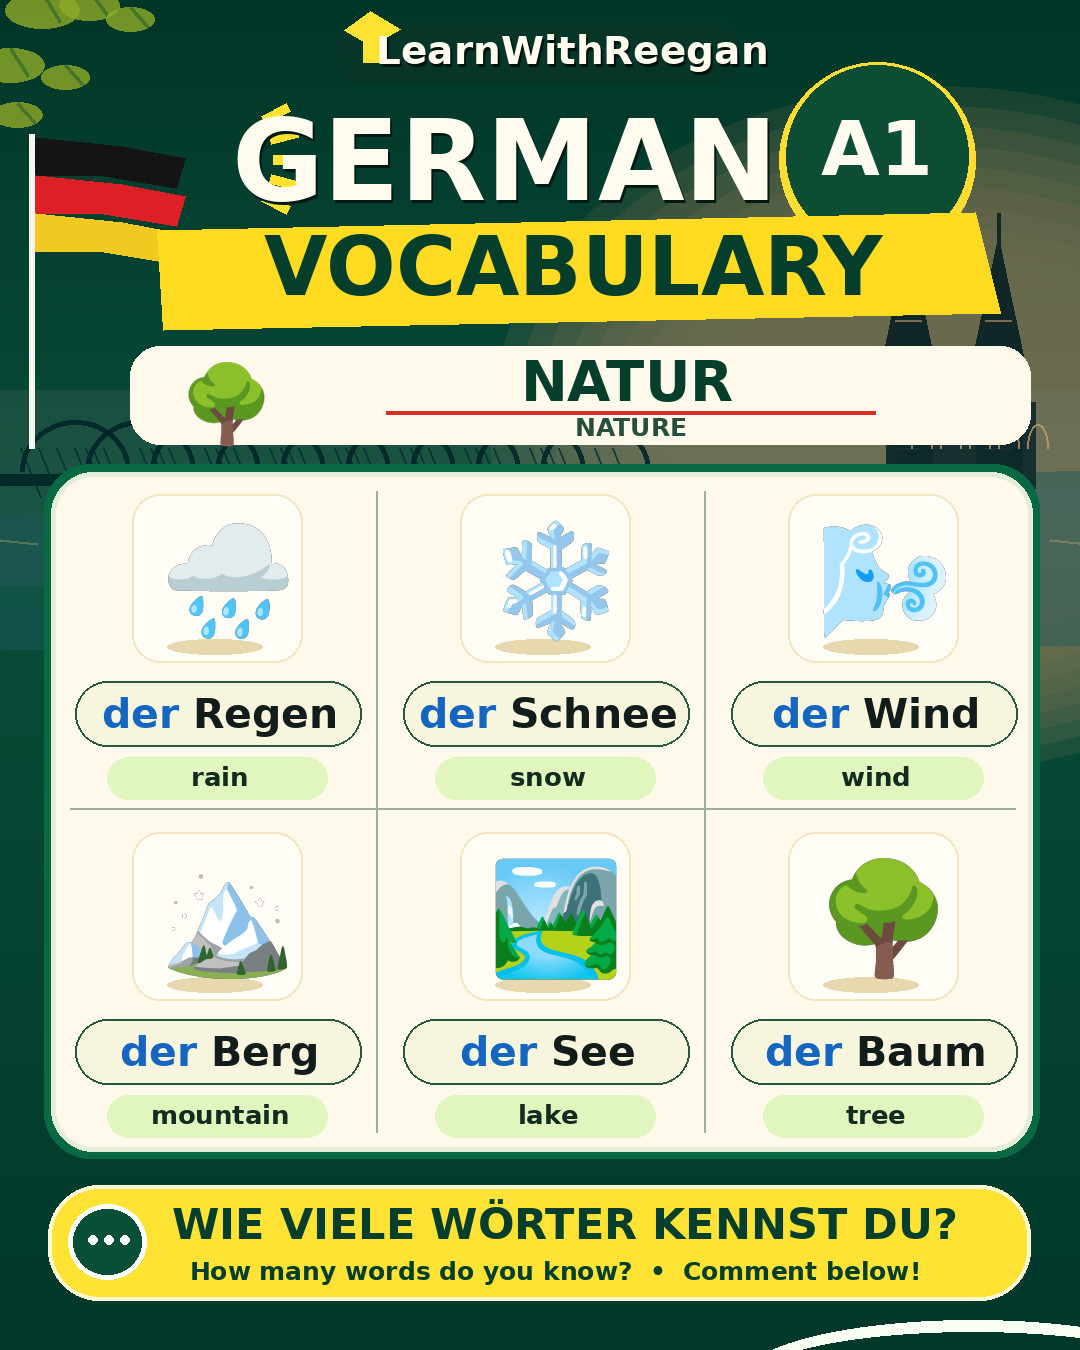 LearnWithReegan
GERMAN
A1
VOCABULARY
NATUR
NATURE
der Regen
der Schnee
der Wind
rain
snow
wind
der Berg
der See
der Baum
mountain
lake
tree
WIE VIELE WÖRTER KENNST DU?
How many words do you know? • Comment below!